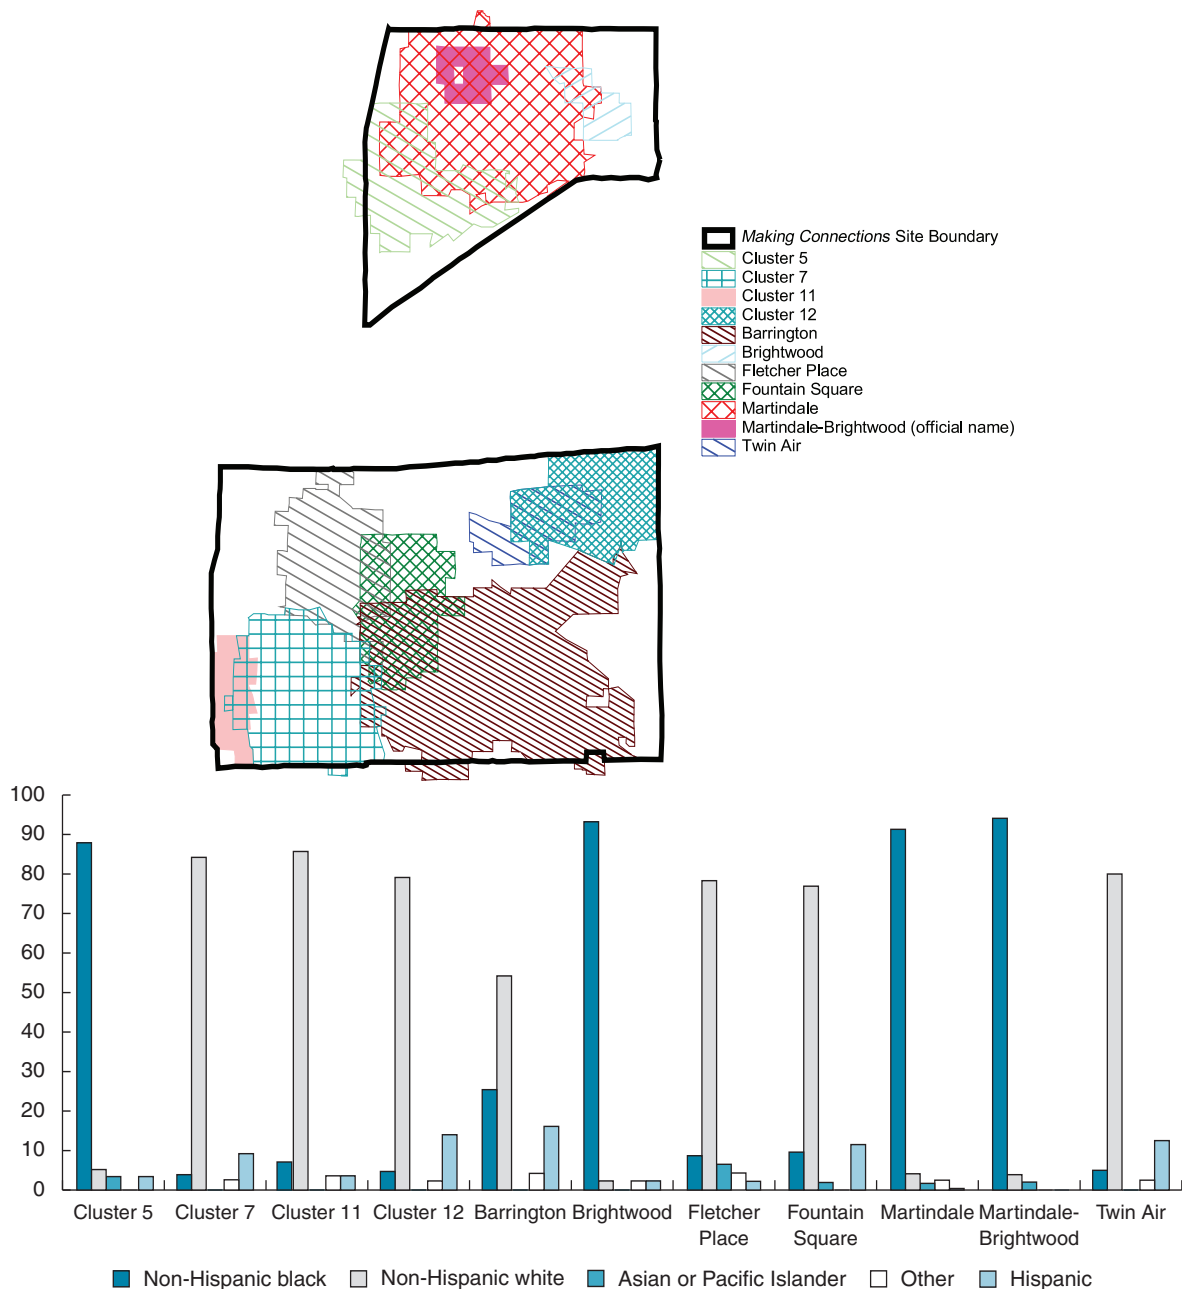 Making Connections Site Boundary
Cluster 5
Cluster 7
Cluster 11
Cluster 12
Barrington
Brightwood
Fletcher Place
Fountain Square
Martindale
Martindale-Brightwood (official name)
Twin Air
100
90
80
70
60
50
40
30
20
10
0
Cluster 5 Cluster 7 Cluster 11 Cluster 12 Barrington Brightwood Fletcher Fountain Martindale Martindale- Twin Air
Place Square Brightwood
Non-Hispanic black Non-Hispanic white Asian or Pacific Islander Other Hispanic